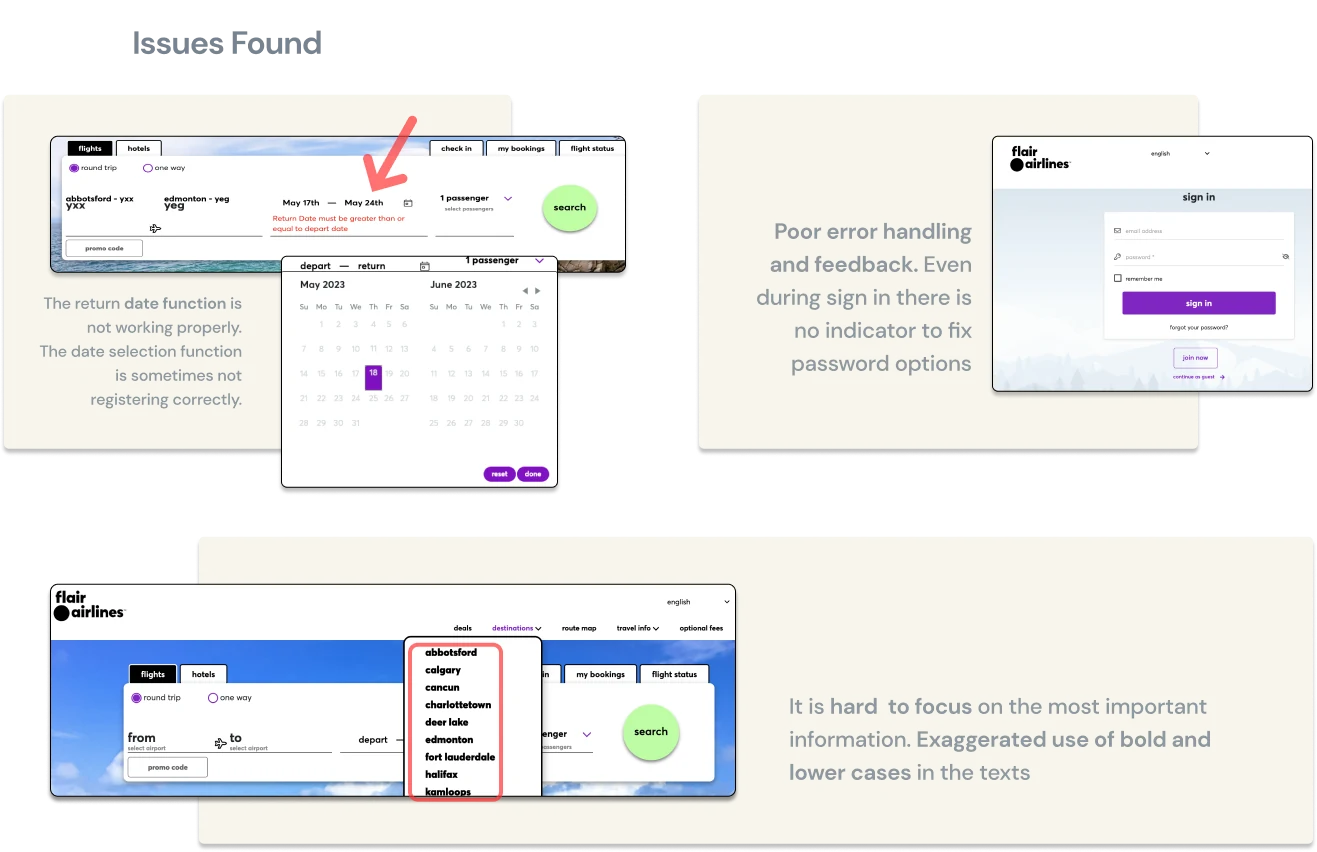 Issues Found
flights hotels check in my bookings flight status
round trip one way
abbotsford - yxx edmonton - yeg May 17th — May 24th 1 passenger search
yxx yeg select passengers
Return Date must be greater than or
equal to depart date
promo code
depart — return 1 passenger
May 2023 June 2023
Su Mo Tu We Th Fr Sa Su Mo Tu We Th Fr Sa
1 2 3 4 5 6 1 2 3
7 8 9 10 11 12 13 4 5 6 7 8 9 10
14 15 16 17 18 19 20 11 12 13 14 15 16 17
21 22 23 24 25 26 27 18 19 20 21 22 23 24
28 29 30 31 25 26 27 28 29 30
reset done
The return date function is
not working properly.
The date selection function
is sometimes not
registering correctly.
Poor error handling
and feedback. Even
during sign in there is
no indicator to fix
password options
flair
airlines
english
sign in
email address
password *
remember me
sign in
forgot your password?
join now
continue as guest
flair
airlines
english
deals destinations route map travel info optional fees
abbotsford
calgary
cancun
charlottetown
deer lake
edmonton
fort lauderdale
halifax
kamloops
flights hotels in my bookings flight status
round trip one way
from to depart — enger search
select airport select airport passengers
promo code
It is hard to focus on the most important
information. Exaggerated use of bold and
lower cases in the texts